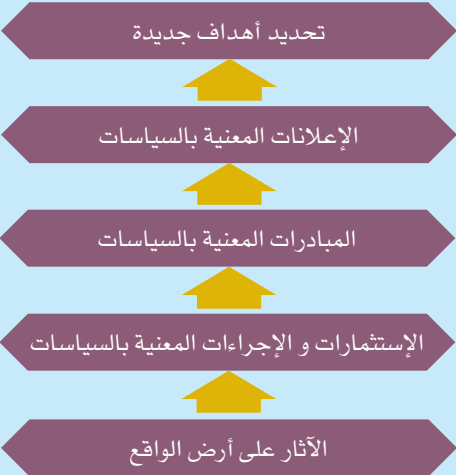 تحديد أهداف جديدة
الإعلانات المعنية بالسياسات
المبادرات المعنية بالسياسات
الإستثمارات و الإجراءات المعنية بالسياسات
الآثار على أرض الواقع